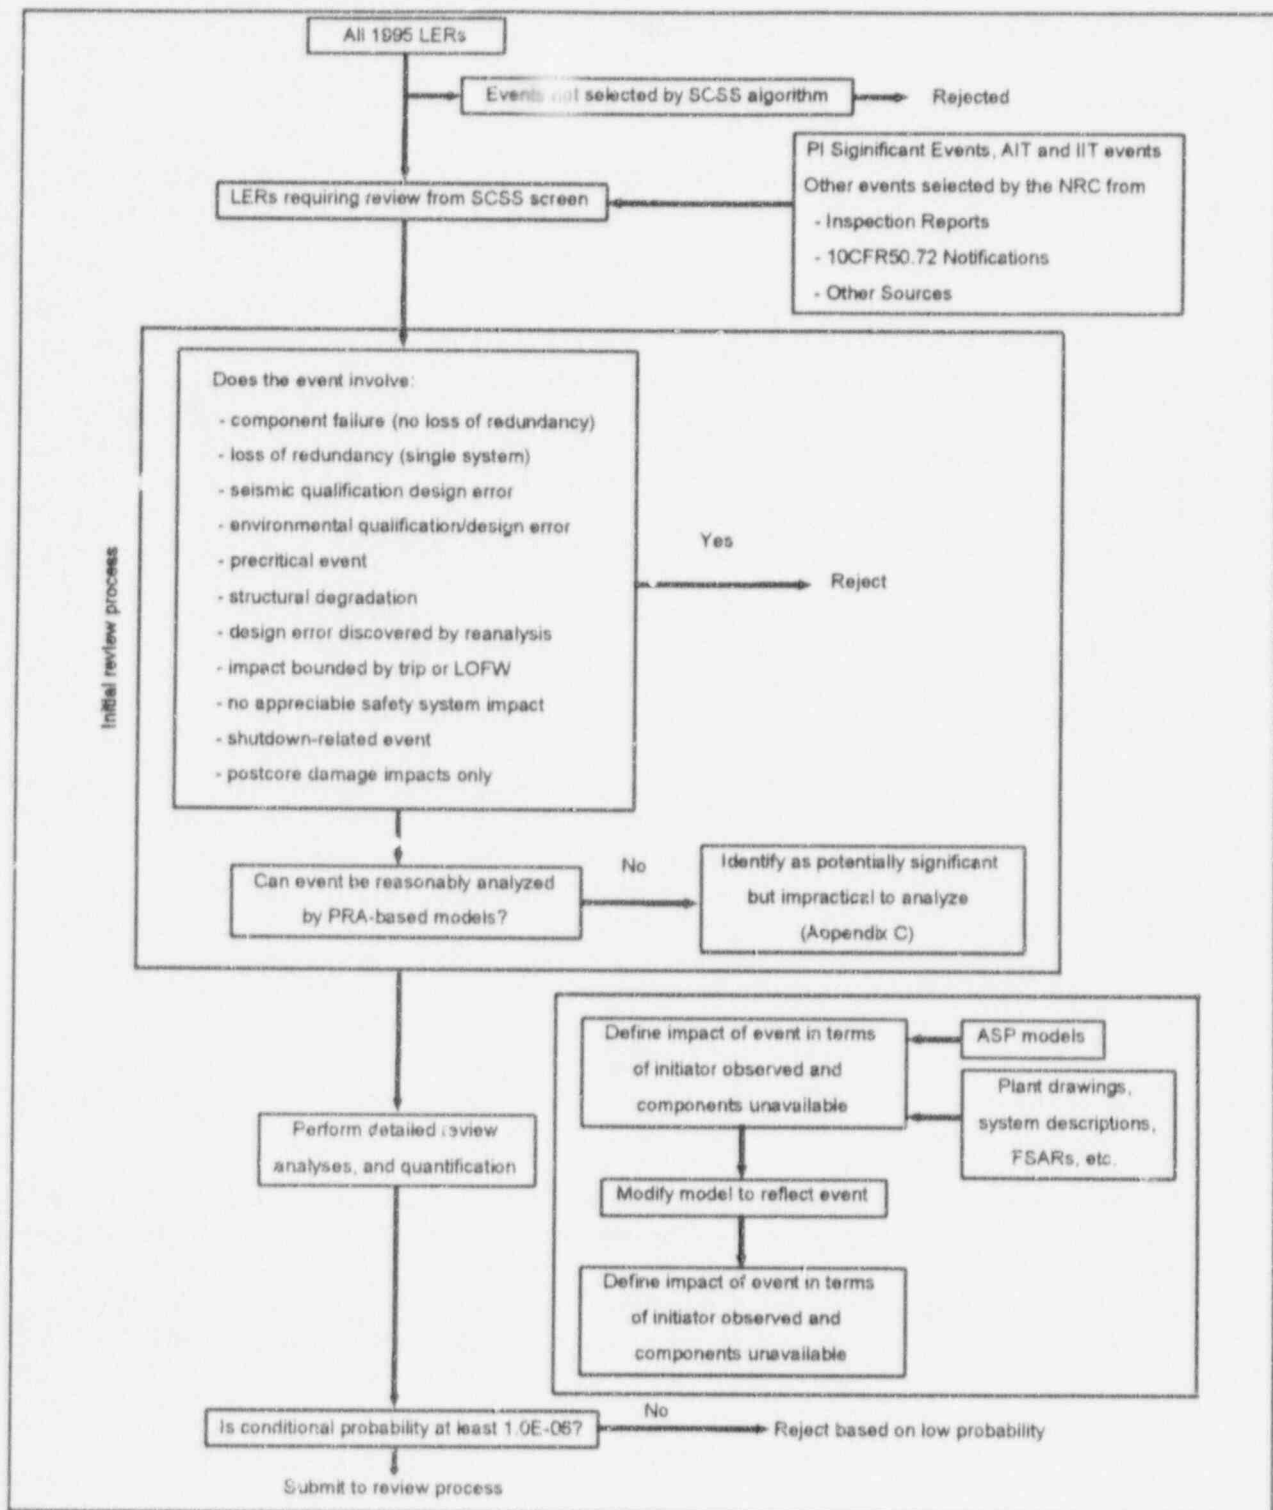 All 1995 LERs
Events not selected by SCSS algorithm
Rejected
PI Siginificant Events, AIT and IIT events
Other events selected by the NRC from
- Inspection Reports
- 10CFR50.72 Notifications
- Other Sources
LERs requiring review from SCSS screen
Initial review process
Does the event involve:
- component failure (no loss of redundancy)
- loss of redundancy (single system)
- seismic qualification design error
- environmental qualification/design error
- precritical event
- structural degradation
- design error discovered by reanalysis
- impact bounded by trip or LOFW
- no appreciable safety system impact
- shutdown-related event
- postcore damage impacts only
Yes
Reject
Can event be reasonably analyzed
by PRA-based models?
No
Identify as potentially significant
but impractical to analyze
(Appendix C)
Define impact of event in terms
of initiator observed and
components unavailable
ASP models
Plant drawings,
system descriptions,
FSARs, etc.
Perform detailed review
analyses, and quantification
Modify model to reflect event
Define impact of event in terms
of initiator observed and
components unavailable
Is conditional probability at least 1.0E-06?
No
Reject based on low probability
Submit to review process